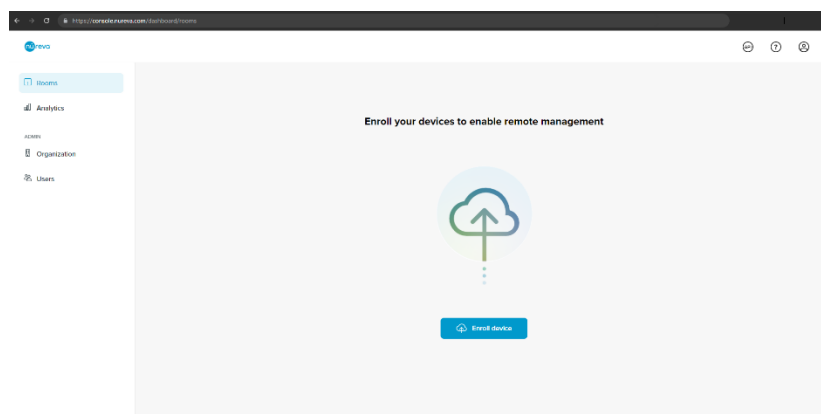 https://console.nureva.com/dashboard/rooms
nureva
?
Rooms
Analytics
Enroll your devices to enable remote management
ADMIN
Organization
Users
Enroll device